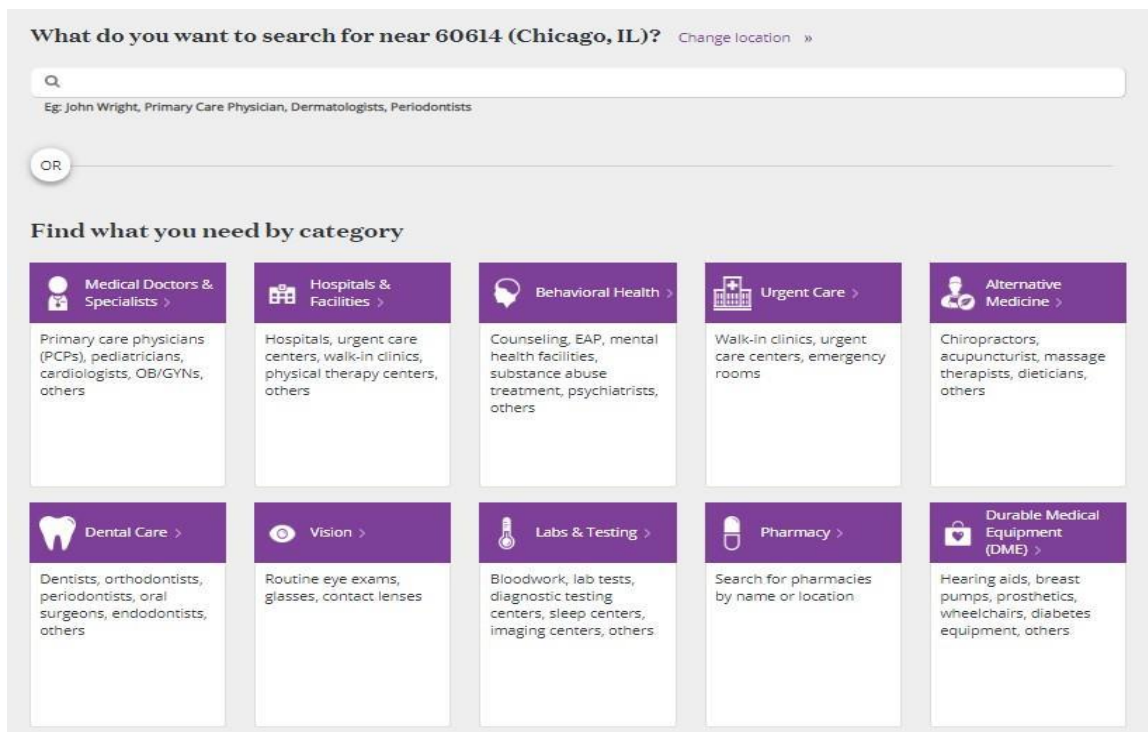 What do you want to search for near 60614 (Chicago, IL)? Change location »
Eg: John Wright, Primary Care Physician, Dermatologists, Periodontists
OR
Find what you need by category
Medical Doctors &
Specialists >
Primary care physicians
(PCPs), pediatricians,
cardiologists, OB/GYNs,
others
Hospitals &
Facilities >
Hospitals, urgent care
centers, walk-in clinics,
physical therapy centers,
others
Behavioral Health >
Counseling, EAP, mental
health facilities,
substance abuse
treatment, psychiatrists,
others
Urgent Care >
Walk-in clinics, urgent
care centers, emergency
rooms
Alternative
Medicine >
Chiropractors,
acupuncturist, massage
therapists, dieticians,
others
Dental Care >
Dentists, orthodontists,
periodontists, oral
surgeons, endodontists,
others
Vision >
Routine eye exams,
glasses, contact lenses
Labs & Testing >
Bloodwork, lab tests,
diagnostic testing
centers, sleep centers,
imaging centers, others
Pharmacy >
Search for pharmacies
by name or location
Durable Medical
Equipment
(DME) >
Hearing aids, breast
pumps, prosthetics,
wheelchairs, diabetes
equipment, others